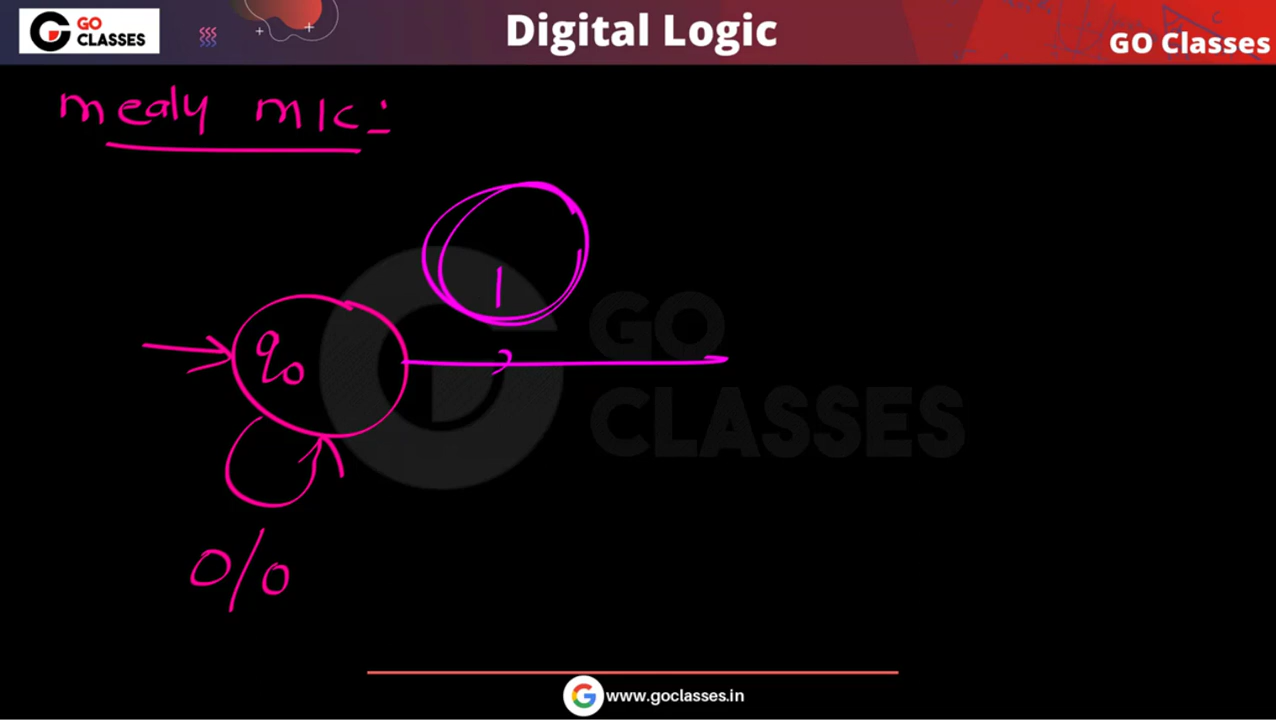 GO
CLASSES
Digital Logic
GO Classes
mealy m/c:
1
GO
CLASSES
q0
0/0
www.goclasses.in